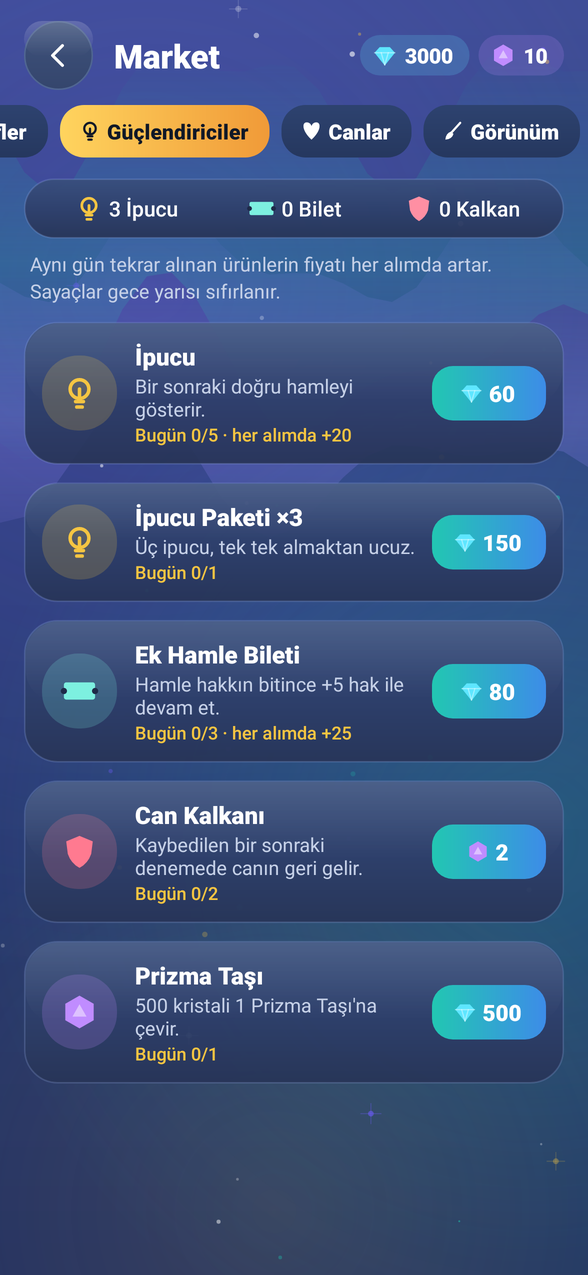 Market
3000
10
fler
Güçlendiriciler
Canlar
Görünüm
3 İpucu
0 Bilet
0 Kalkan
Aynı gün tekrar alınan ürünlerin fiyatı her alımda artar.
Sayaçlar gece yarısı sıfırlanır.
İpucu
Bir sonraki doğru hamleyi
gösterir.
Bugün 0/5 · her alımda +20
60
İpucu Paketi ×3
Üç ipucu, tek tek almaktan ucuz.
Bugün 0/1
150
Ek Hamle Bileti
Hamle hakkın bitince +5 hak ile
devam et.
Bugün 0/3 · her alımda +25
80
Can Kalkanı
Kaybedilen bir sonraki
denemede canın geri gelir.
Bugün 0/2
2
Prizma Taşı
500 kristali 1 Prizma Taşı'na
çevir.
Bugün 0/1
500